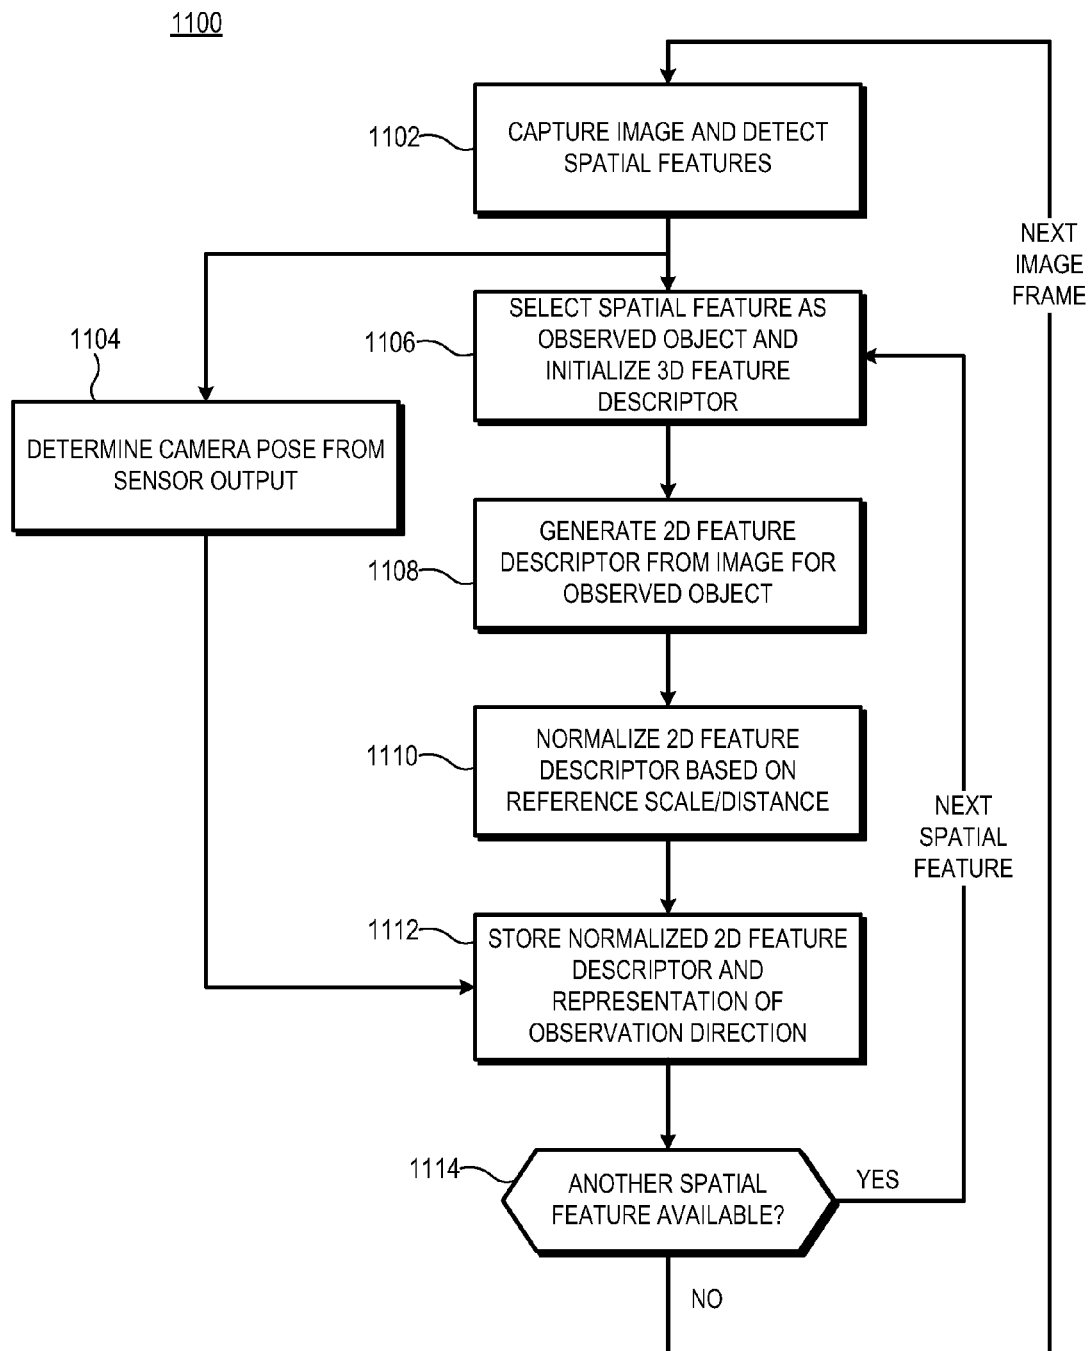 1100
1102
CAPTURE IMAGE AND DETECT
SPATIAL FEATURES
NEXT
IMAGE
FRAME
1104
DETERMINE CAMERA POSE FROM
SENSOR OUTPUT
1106
SELECT SPATIAL FEATURE AS
OBSERVED OBJECT AND
INITIALIZE 3D FEATURE
DESCRIPTOR
1108
GENERATE 2D FEATURE
DESCRIPTOR FROM IMAGE FOR
OBSERVED OBJECT
1110
NORMALIZE 2D FEATURE
DESCRIPTOR BASED ON
REFERENCE SCALE/DISTANCE
NEXT
SPATIAL
FEATURE
1112
STORE NORMALIZED 2D FEATURE
DESCRIPTOR AND
REPRESENTATION OF
OBSERVATION DIRECTION
1114
ANOTHER SPATIAL
FEATURE AVAILABLE?
YES
NO